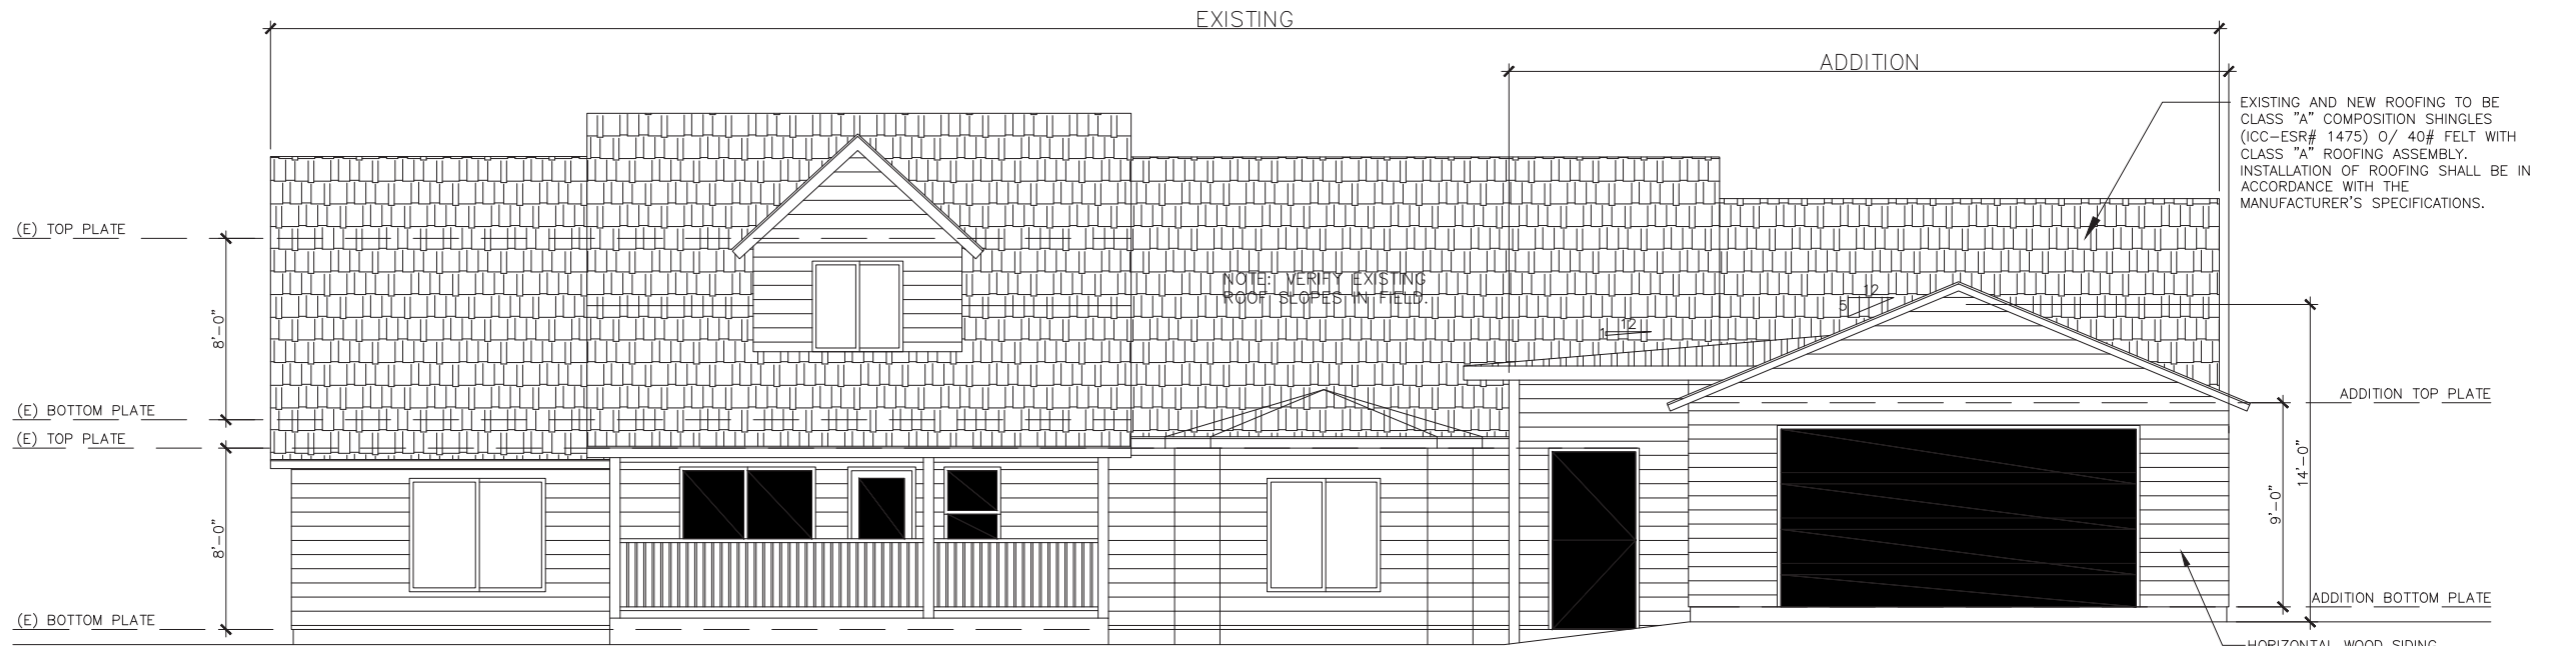 EXISTING
ADDITION
EXISTING AND NEW ROOFING TO BE
CLASS "A" COMPOSITION SHINGLES
(ICC-ESR# 1475) O/ 40# FELT WITH
CLASS "A" ROOFING ASSEMBLY.
INSTALLATION OF ROOFING SHALL BE IN
ACCORDANCE WITH THE
MANUFACTURER'S SPECIFICATIONS.
(E) TOP PLATE
8'-0"
(E) BOTTOM PLATE
(E) TOP PLATE
8'-0"
(E) BOTTOM PLATE
NOTE: VERIFY EXISTING
ROOF SLOPES IN FIELD.
12
1
12
5
ADDITION TOP PLATE
14'-0"
9'-0"
ADDITION BOTTOM PLATE
HORIZONTAL WOOD SIDING